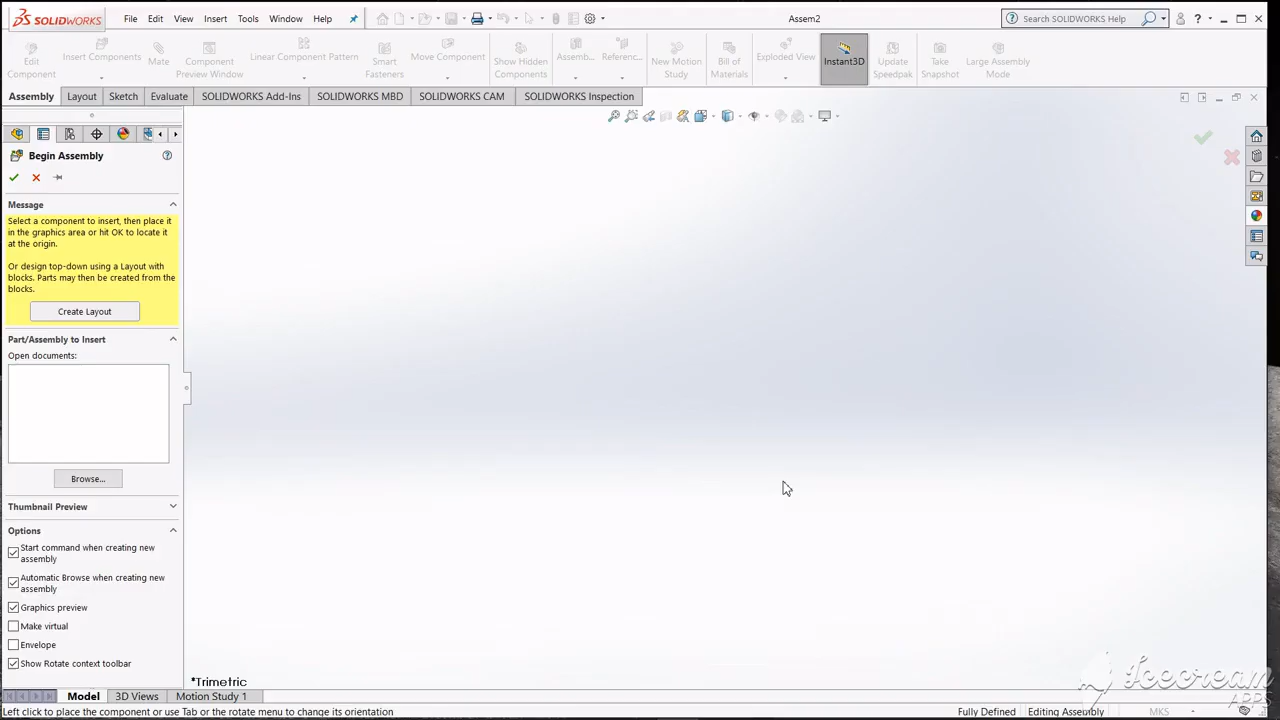 SOLIDWORKS
File Edit View Insert Tools Window Help
Assem2
Search SOLIDWORKS Help
Edit Component
Insert Components
Mate
Component Preview Window
Linear Component Pattern
Smart Fasteners
Move Component
Show Hidden Components
Assemb...
Referenc...
New Motion Study
Bill of Materials
Exploded View
Instant3D
Update Speedpak
Take Snapshot
Large Assembly Mode
Assembly Layout Sketch Evaluate SOLIDWORKS Add-Ins SOLIDWORKS MBD SOLIDWORKS CAM SOLIDWORKS Inspection
Begin Assembly
Message
Select a component to insert, then place it
in the graphics area or hit OK to locate it
at the origin.
Or design top-down using a Layout with
blocks. Parts may then be created from the
blocks.
Create Layout
Part/Assembly to Insert
Open documents:
Browse...
Thumbnail Preview
Options
Start command when creating new
assembly
Automatic Browse when creating new
assembly
Graphics preview
Make virtual
Envelope
Show Rotate context toolbar
*Trimetric
Model 3D Views Motion Study 1
Left click to place the component or use Tab or the rotate menu to change its orientation
Fully Defined Editing Assembly MKS
Icecream
APPS